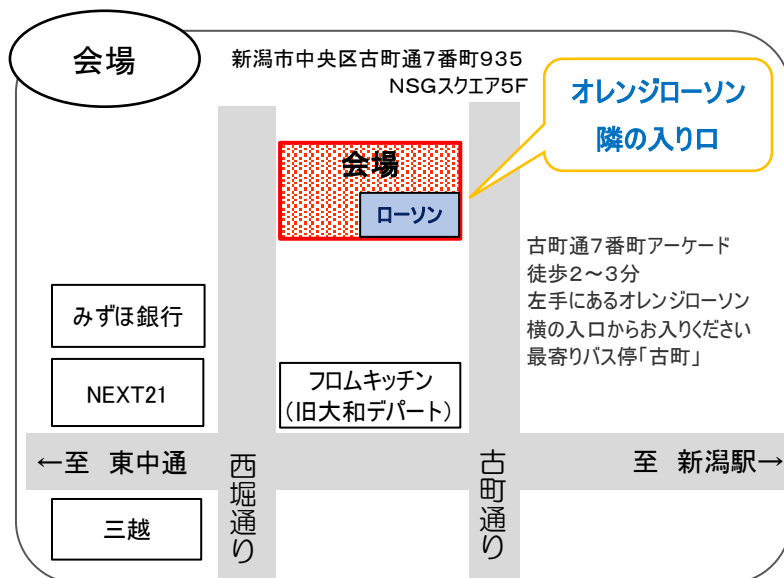 会場
新潟市中央区古町通7番町935
NSGスクエア5F
オレンジローソン
隣の入り口
会場
ローソン
古町通7番町アーケード
徒歩2～3分
左手にあるオレンジローソン
横の入口からお入りください
最寄りバス停「古町」
みずほ銀行
NEXT21
フロムキッチン
（旧大和デパート）
←至 東中通
西堀通り
古町通り
至 新潟駅→
三越